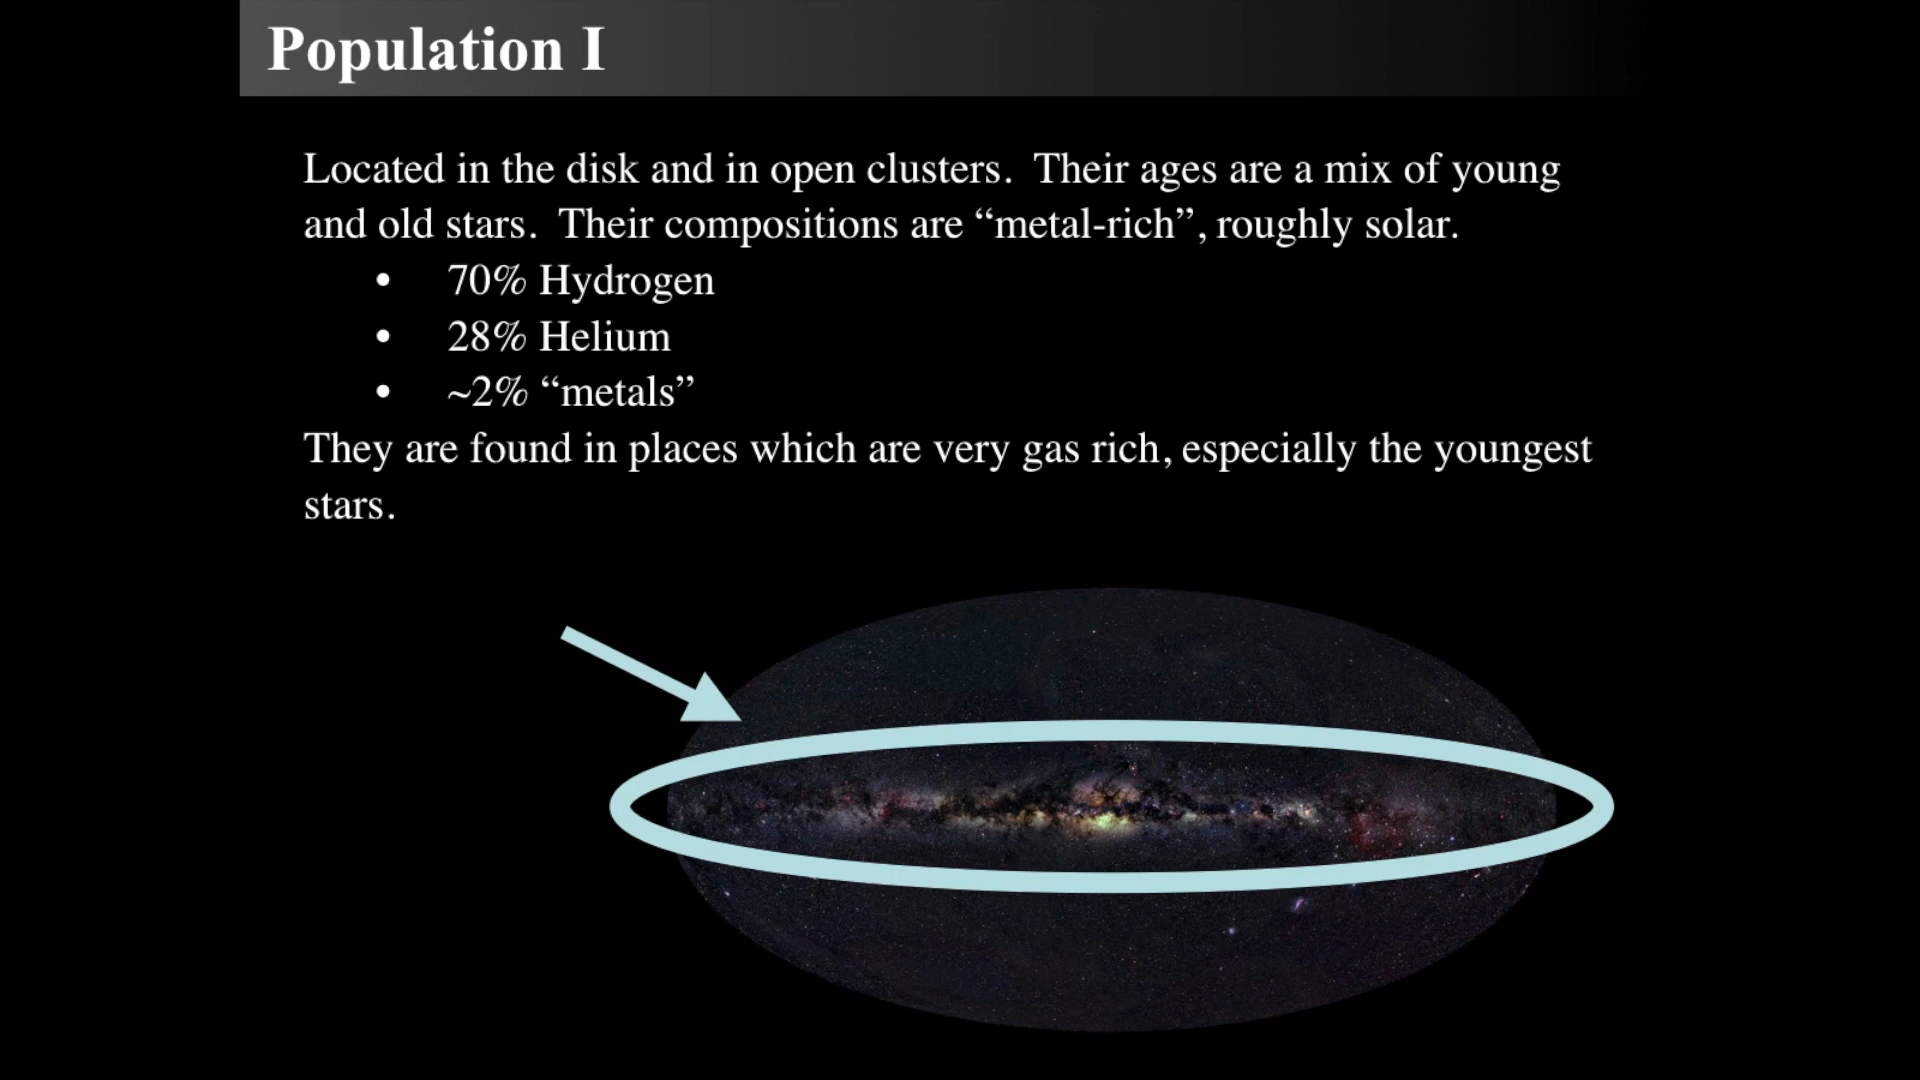 Population I
Located in the disk and in open clusters.  Their ages are a mix of young
and old stars.  Their compositions are “metal-rich”, roughly solar.
• 70% Hydrogen
• 28% Helium
• ~2% “metals”
They are found in places which are very gas rich, especially the youngest
stars.